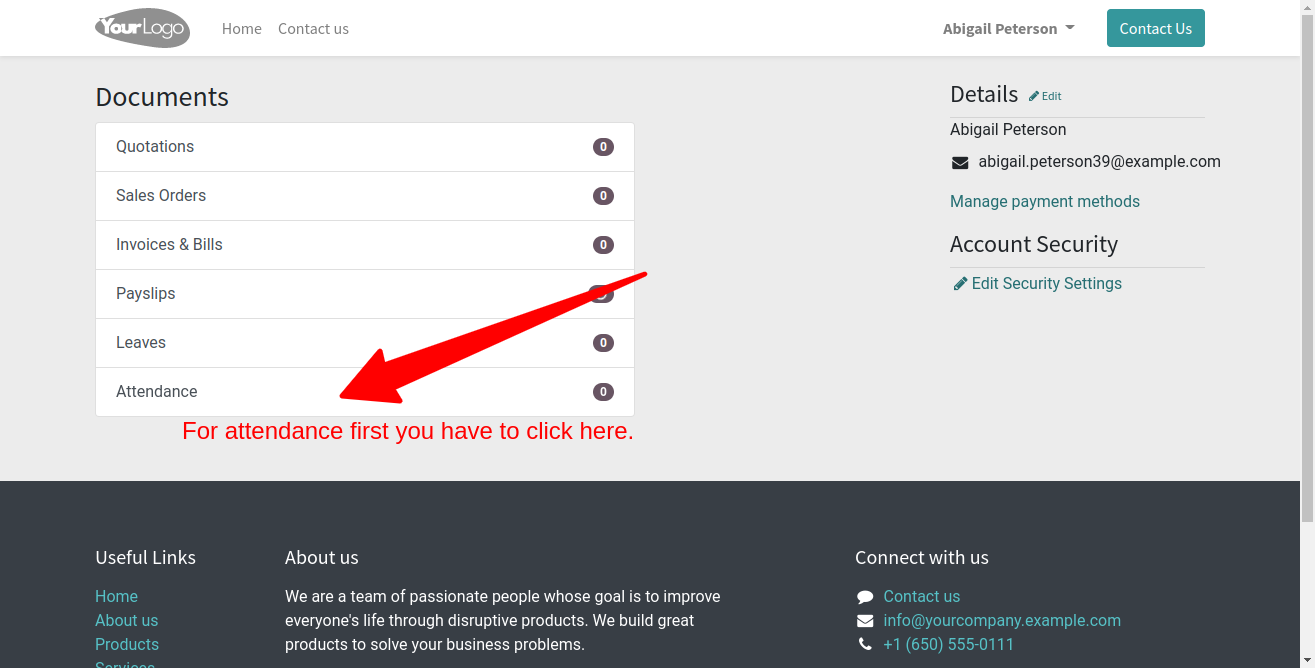 YourLogo
Home
Contact us
Abigail Peterson
Contact Us
Documents
Quotations 0
Sales Orders 0
Invoices & Bills 0
Payslips
Leaves 0
Attendance 0
For attendance first you have to click here.
Details Edit
Abigail Peterson
abigail.peterson39@example.com
Manage payment methods
Account Security
Edit Security Settings
Useful Links
Home
About us
Products
Services
About us
We are a team of passionate people whose goal is to improve
everyone's life through disruptive products. We build great
products to solve your business problems.
Connect with us
Contact us
info@yourcompany.example.com
+1 (650) 555-0111